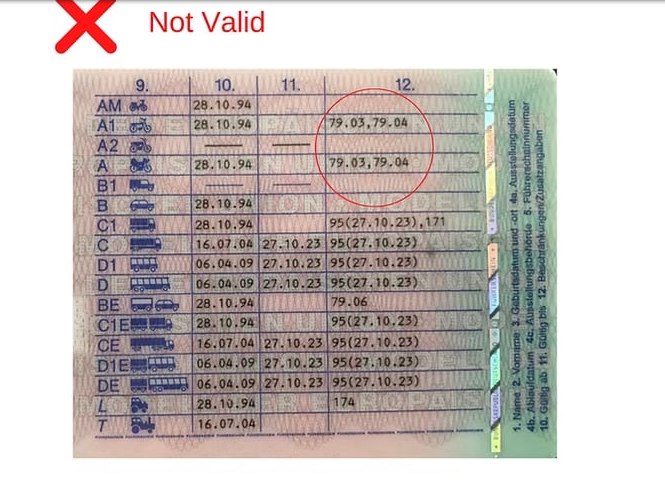 Not Valid
9. 10. 11. 12.
AM 28.10.94
A1 28.10.94 79.03,79.04
A2 — —
A 28.10.94 79.03,79.04
B1 — —
B 28.10.94
C1 28.10.94 95(27.10.23),171
C 16.07.04 27.10.23 95(27.10.23)
D1 06.04.09 27.10.23 95(27.10.23)
D 06.04.09 27.10.23 95(27.10.23)
BE 28.10.94 79.06
C1E 28.10.94 95(27.10.23)
CE 16.07.04 27.10.23 95(27.10.23)
D1E 06.04.09 27.10.23 95(27.10.23)
DE 06.04.09 27.10.23 95(27.10.23)
L 28.10.94 174
T 16.07.04
1. Name 2. Vorname 3. Geburtsdatum und -ort 4a. Ausstellungsdatum
4b. Ablaufdatum 4c. Ausstellungsbehörde 5. Führerscheinnummer
10. Gültig ab 11. Gültig bis 12. Beschränkungen/Zusatzangaben